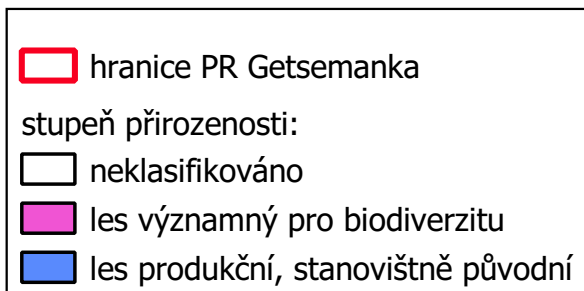 hranice PR Getsemanka
stupeň přirozenosti:
neklasifikováno
les významný pro biodiverzitu
les produkční, stanovištně původní